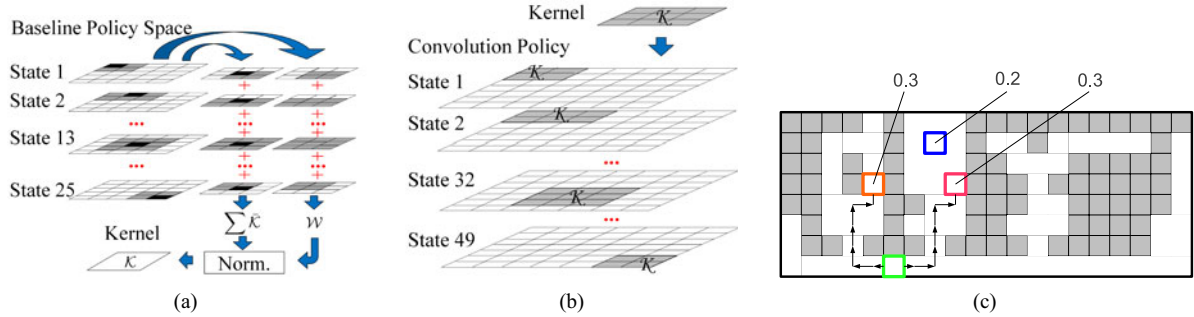 Baseline Policy Space
State 1
State 2
...
State 13
...
State 25
+ +
+ +
... ...
+ +
+ +
... ...
+ +
∑ K̄
W
Kernel
K
Norm.
(a)
Kernel
K
Convolution Policy
State 1
K
State 2
K
...
State 32
K
...
State 49
K
(b)
0.3
0.2
0.3
(c)